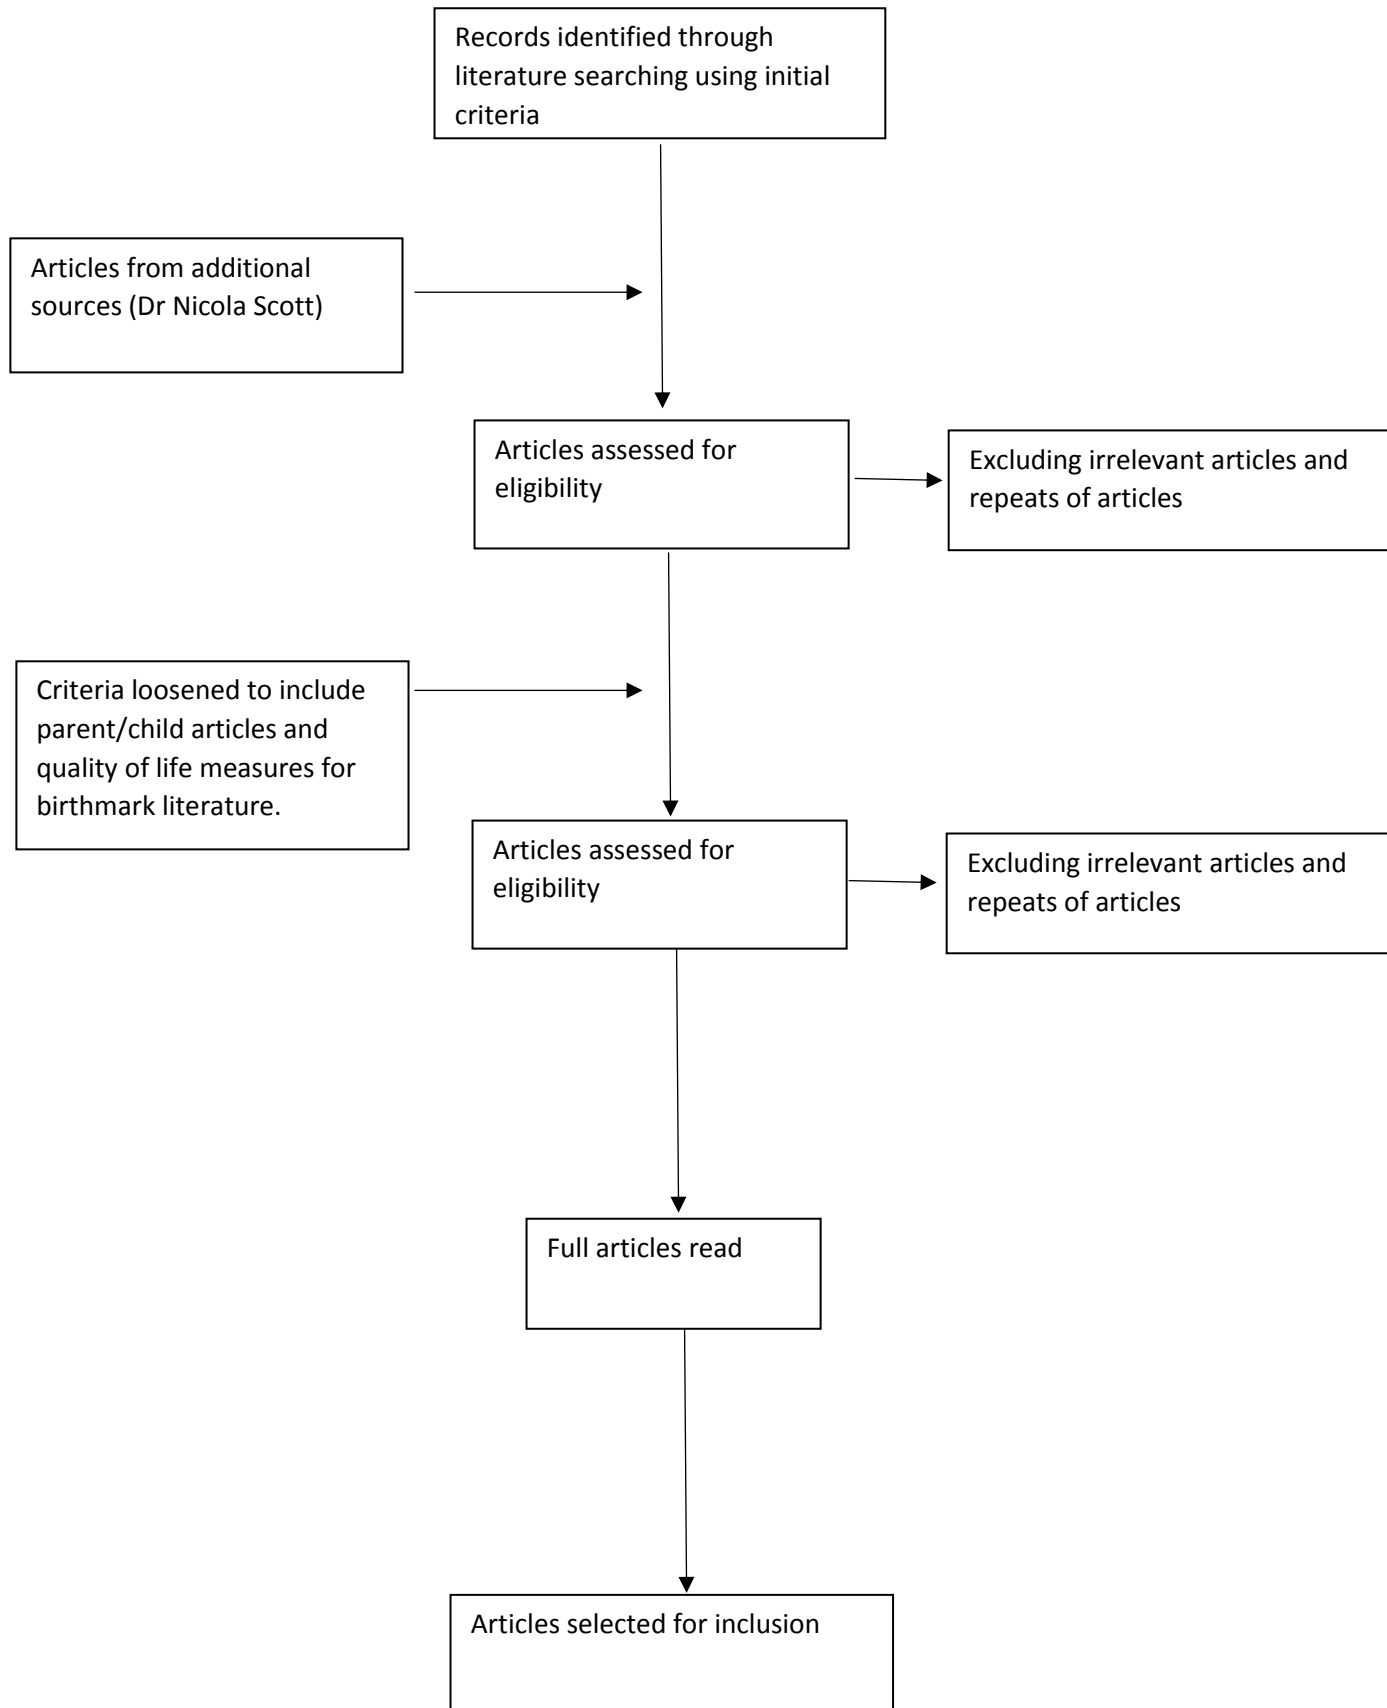 Records identified through
literature searching using initial
criteria
Articles from additional
sources (Dr Nicola Scott)
Articles assessed for
eligibility
Excluding irrelevant articles and
repeats of articles
Criteria loosened to include
parent/child articles and
quality of life measures for
birthmark literature.
Articles assessed for
eligibility
Excluding irrelevant articles and
repeats of articles
Full articles read
Articles selected for inclusion